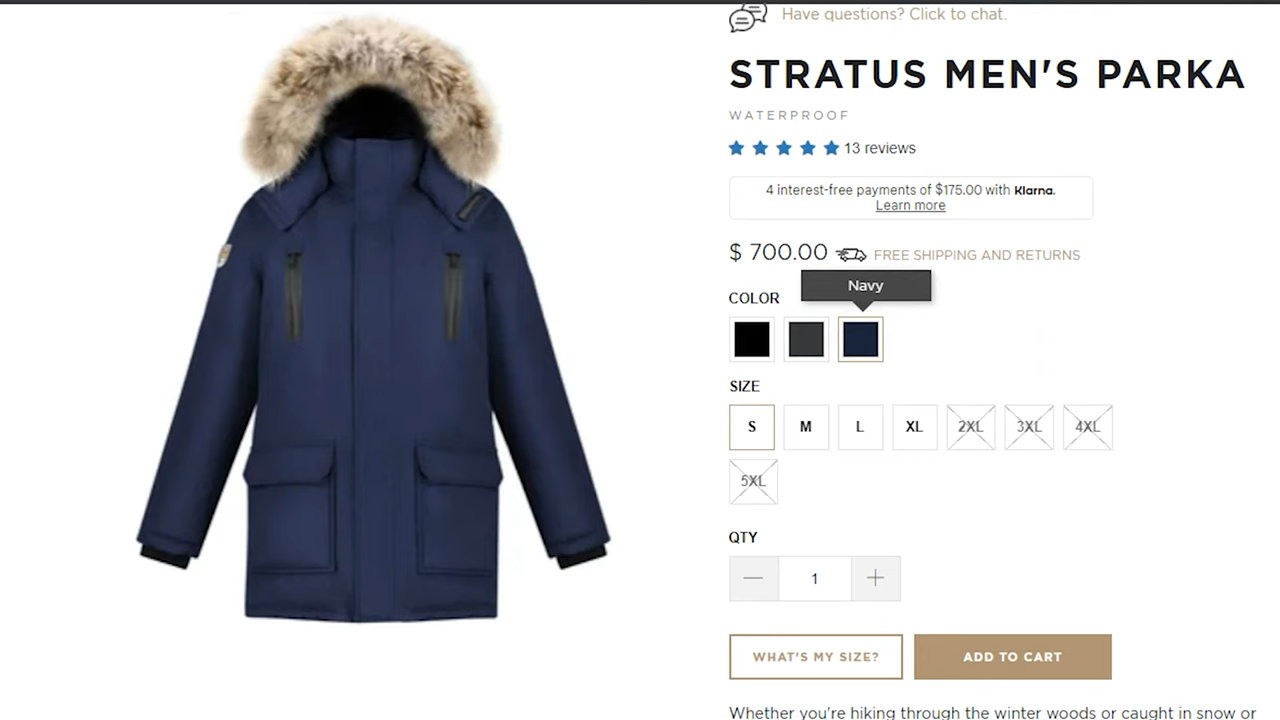 Have questions? Click to chat.
STRATUS MEN'S PARKA
WATERPROOF
13 reviews
4 interest-free payments of $175.00 with Klarna.
Learn more
$ 700.00 FREE SHIPPING AND RETURNS
Navy
COLOR
SIZE
S M L XL 2XL 3XL 4XL
5XL
QTY
1
WHAT'S MY SIZE? ADD TO CART
Whether you're hiking through the winter woods or caught in snow or